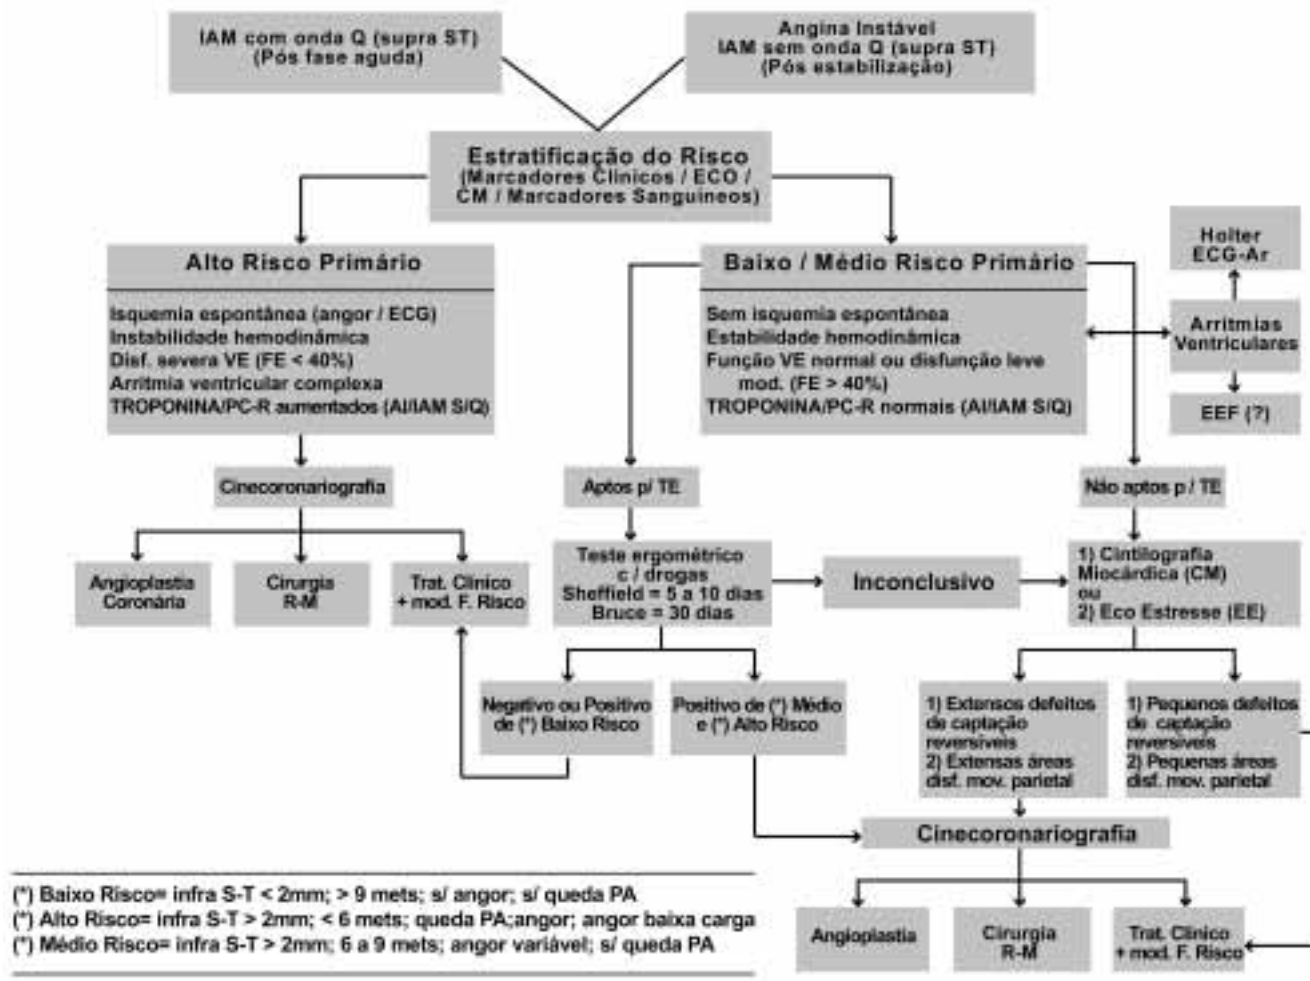 IAM com onda Q (supra ST)
(Pós fase aguda)
Angina Instável
IAM sem onda Q (supra ST)
(Pós estabilização)
Estratificação do Risco
(Marcadores Clínicos / ECO /
CM / Marcadores Sanguineos)
Alto Risco Primário
Isquemia espontânea (angor / ECG)
Instabilidade hemodinâmica
Disf. severa VE (FE < 40%)
Arritmia ventricular complexa
TROPONINA/PC-R aumentados (AI/IAM S/Q)
Baixo / Médio Risco Primário
Sem isquemia espontânea
Estabilidade hemodinâmica
Função VE normal ou disfunção leve
mod. (FE > 40%)
TROPONINA/PC-R normais (AI/IAM S/Q)
Holter
ECG-Ar
Arritmias
Ventriculares
EEF (?)
Cinecoronariografia
Aptos p/ TE
Não aptos p / TE
Angioplastia
Coronária
Cirurgia
R-M
Trat. Clínico
+ mod. F. Risco
Teste ergométrico
c / drogas
Sheffield = 5 a 10 dias
Bruce = 30 dias
Inconclusivo
1) Cintilografia
Miocárdica (CM)
ou
2) Eco Estresse (EE)
Negativo ou Positivo
de (*) Baixo Risco
Positivo de (*) Médio
e (*) Alto Risco
1) Extensos defeitos
de captação
reversíveis
2) Extensas áreas
disf. mov. parietal
1) Pequenos defeitos
de captação
reversíveis
2) Pequenas áreas
disf. mov. parietal
Cinecoronariografia
Angioplastia
Cirurgia
R-M
Trat. Clínico
+ mod. F. Risco
(*) Baixo Risco= infra S-T < 2mm; > 9 mets; s/ angor; s/ queda PA
(*) Alto Risco= infra S-T > 2mm; < 6 mets; queda PA;angor; angor baixa carga
(*) Médio Risco= infra S-T > 2mm; 6 a 9 mets; angor variável; s/ queda PA